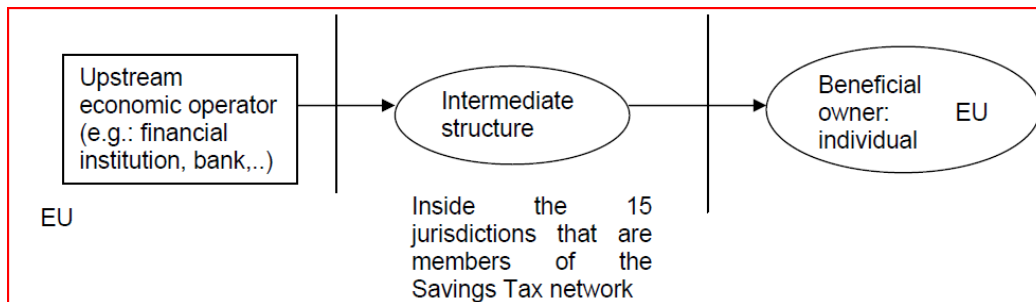 Upstream
economic operator
(e.g.: financial
institution, bank,..)
EU
Intermediate
structure
Inside the 15
jurisdictions that are
members of the
Savings Tax network
Beneficial
owner: EU
individual